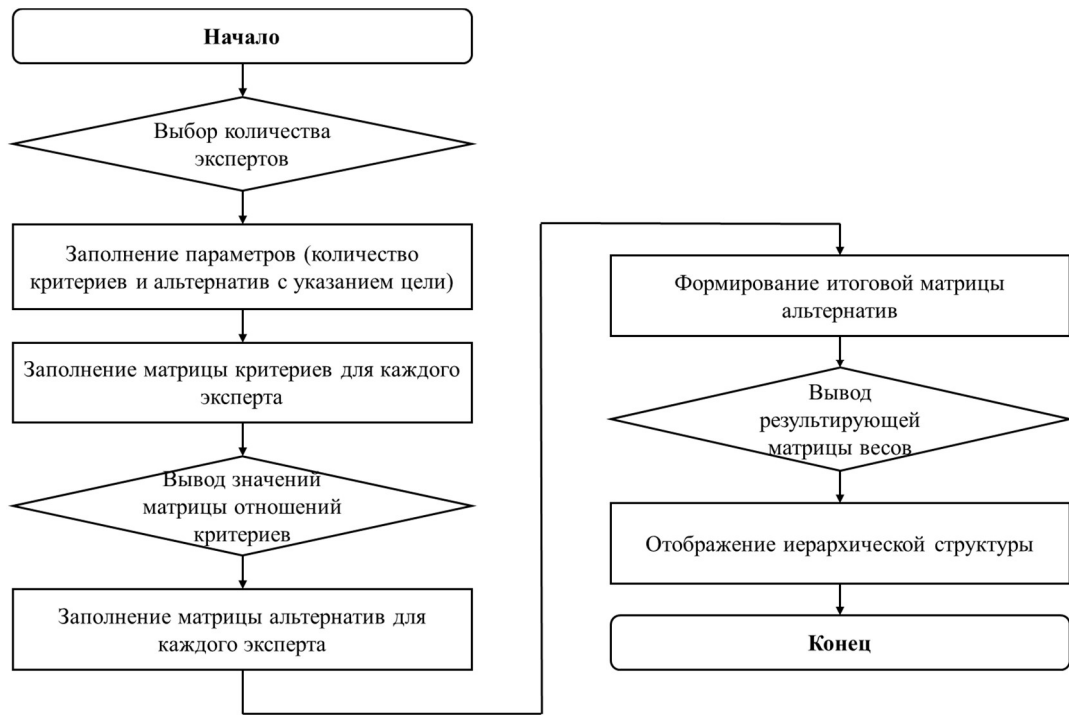 Начало
Выбор количества
экспертов
Заполнение параметров (количество
критериев и альтернатив с указанием цели)
Заполнение матрицы критериев для каждого
эксперта
Вывод значений
матрицы отношений
критериев
Заполнение матрицы альтернатив для
каждого эксперта
Формирование итоговой матрицы
альтернатив
Вывод
результирующей
матрицы весов
Отображение иерархической структуры
Конец